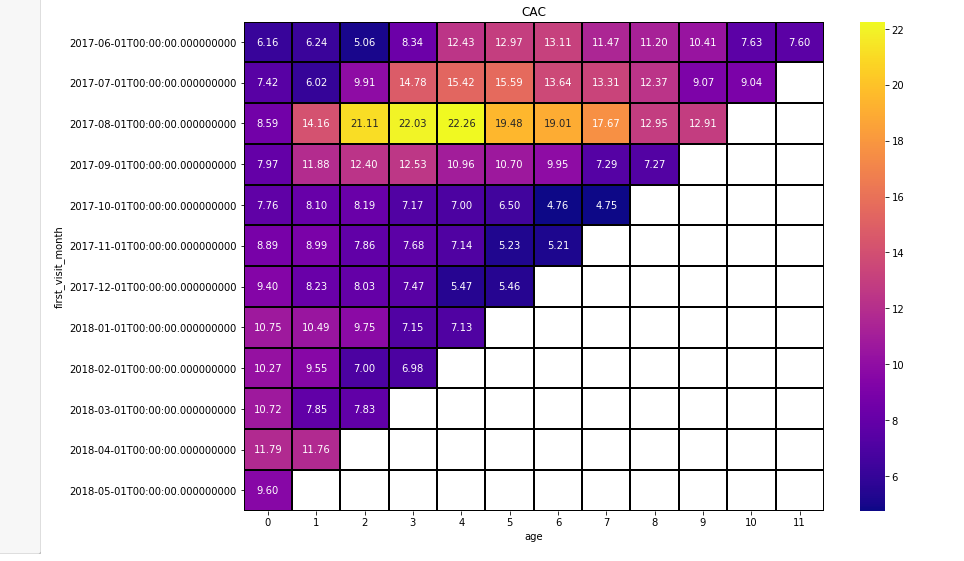 CAC
2017-06-01T00:00:00.000000000 6.16 6.24 5.06 8.34 12.43 12.97 13.11 11.47 11.20 10.41 7.63 7.60
2017-07-01T00:00:00.000000000 7.42 6.02 9.91 14.78 15.42 15.59 13.64 13.31 12.37 9.07 9.04
2017-08-01T00:00:00.000000000 8.59 14.16 21.11 22.03 22.26 19.48 19.01 17.67 12.95 12.91
2017-09-01T00:00:00.000000000 7.97 11.88 12.40 12.53 10.96 10.70 9.95 7.29 7.27
2017-10-01T00:00:00.000000000 7.76 8.10 8.19 7.17 7.00 6.50 4.76 4.75
2017-11-01T00:00:00.000000000 8.89 8.99 7.86 7.68 7.14 5.23 5.21
2017-12-01T00:00:00.000000000 9.40 8.23 8.03 7.47 5.47 5.46
2018-01-01T00:00:00.000000000 10.75 10.49 9.75 7.15 7.13
2018-02-01T00:00:00.000000000 10.27 9.55 7.00 6.98
2018-03-01T00:00:00.000000000 10.72 7.85 7.83
2018-04-01T00:00:00.000000000 11.79 11.76
2018-05-01T00:00:00.000000000 9.60
0 1 2 3 4 5 6 7 8 9 10 11
age
first_visit_month
22
20
18
16
14
12
10
8
6